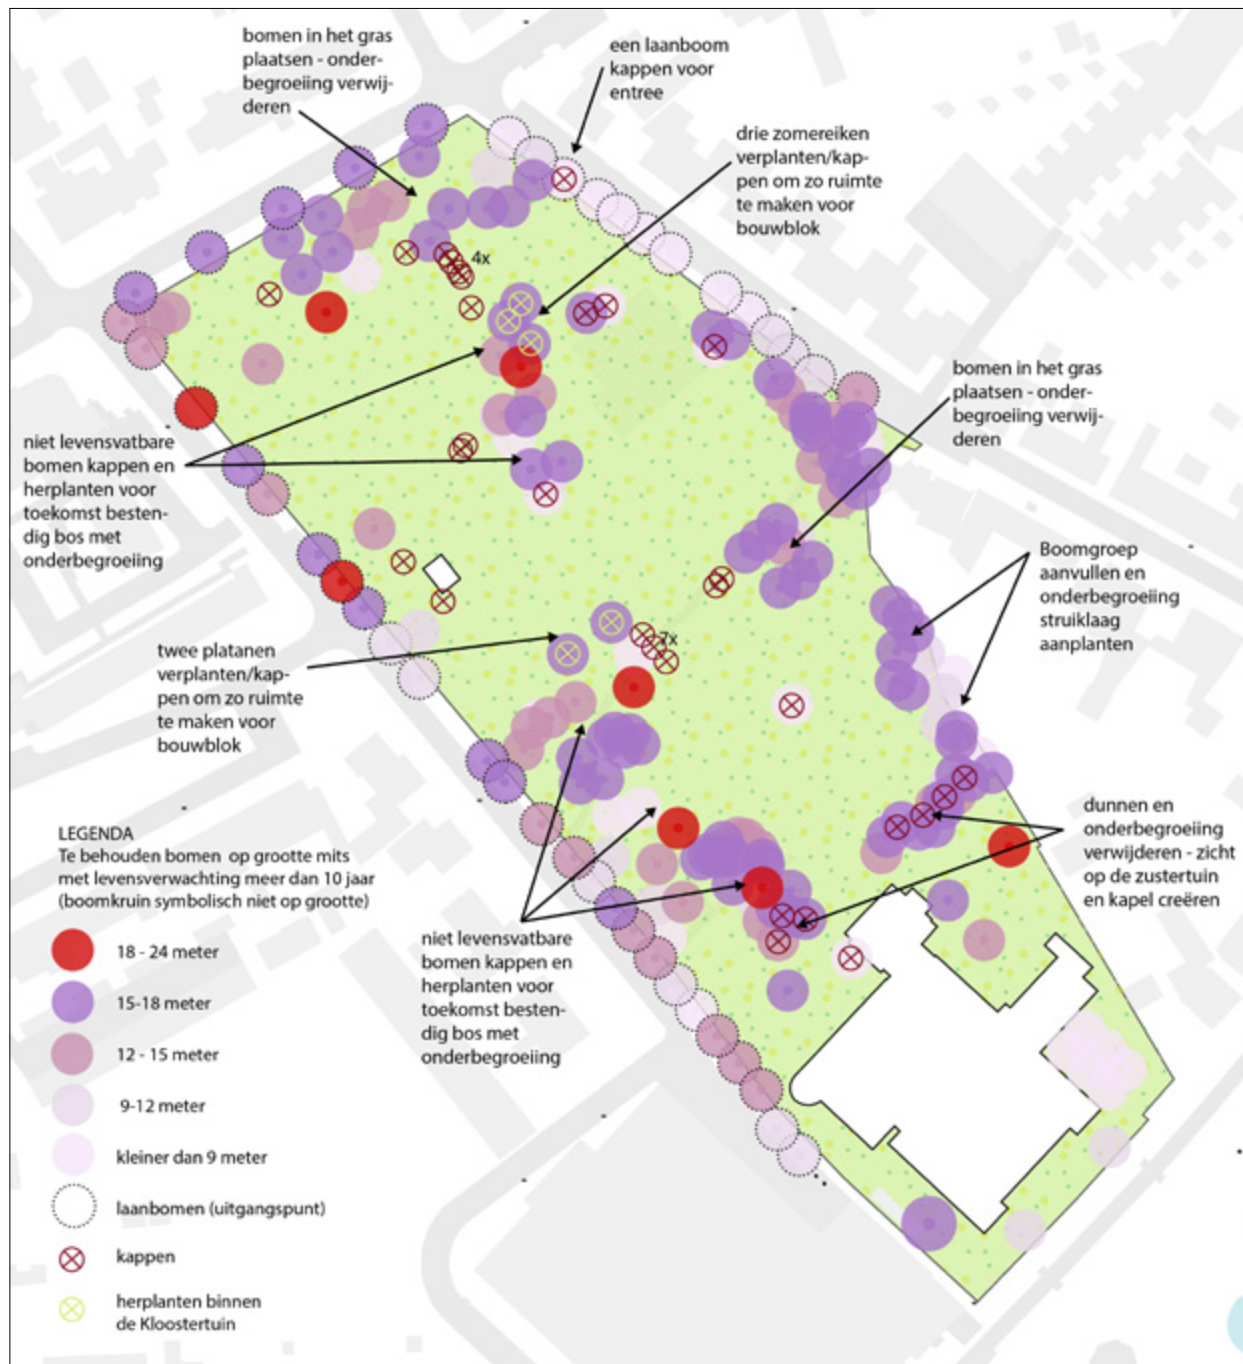 bomen in het gras
plaatsen - onder-
begroeiing verwij-
deren
een laanboom
kappen voor
entree
drie zomereiken
verplanten/kap-
pen om zo ruimte
te maken voor
bouwblok
4x
bomen in het gras
plaatsen - onder-
begroeiing verwij-
deren
niet levensvatbare
bomen kappen en
herplanten voor
toekomst besten-
dig bos met
onderbegroeiing
Boomgroep
aanvullen en
onderbegroeiing
struiklaag
aanplanten
7x
twee platanen
verplanten/kap-
pen om zo ruimte
te maken voor
bouwblok
dunnen en
onderbegroeiing
verwijderen - zicht
op de zustertuin
en kapel creëren
niet levensvatbare
bomen kappen en
herplanten voor
toekomst besten-
dig bos met
onderbegroeiing
LEGENDA
Te behouden bomen op grootte mits
met levensverwachting meer dan 10 jaar
(boomkruin symbolisch niet op grootte)
18 - 24 meter
15-18 meter
12 - 15 meter
9-12 meter
kleiner dan 9 meter
laanbomen (uitgangspunt)
kappen
herplanten binnen
de Kloostertuin